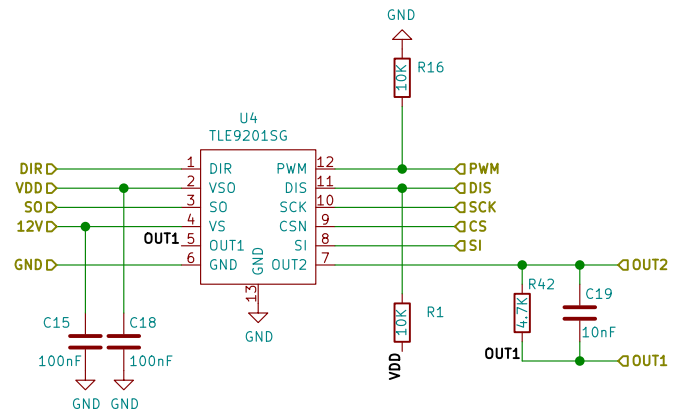 GND
R16
10K
U4
TLE9201SG
DIR 1 DIR PWM 12 PWM
VDD 2 VSO DIS 11 DIS
SO 3 SO SCK 10 SCK
12V 4 VS CSN 9 CS
OUT1 5 OUT1 SI 8 SI
GND 6 GND GND OUT2 7 OUT2
13
GND
R42
4.7K
C19
10nF
OUT1 OUT1
R1
10K
VDD
C15 C18
100nF 100nF
GND GND